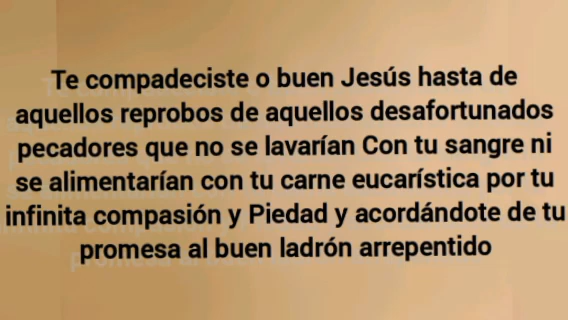 Te compadeciste o buen Jesús hasta de
aquellos reprobos de aquellos desafortunados
pecadores que no se lavarían Con tu sangre ni
se alimentarían con tu carne eucarística por tu
infinita compasión y Piedad y acordándote de tu
promesa al buen ladrón arrepentido